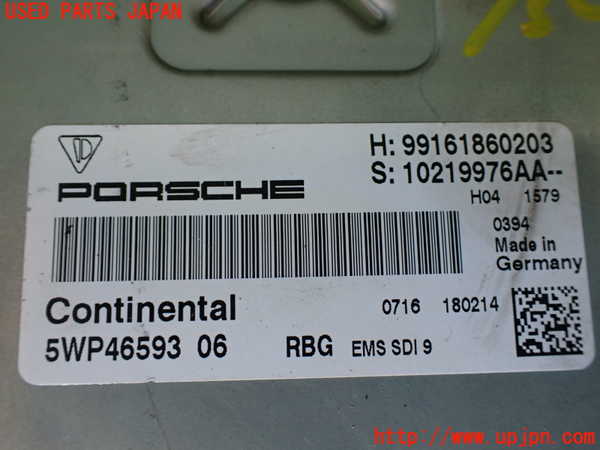 USED PARTS JAPAN
H: 99161860203
S: 10219976AA--
PORSCHE
H04 1579
0394
Made in
Germany
Continental
0716 180214
5WP46593 06 RBG EMS SDI 9
http://www.upjpn.com/